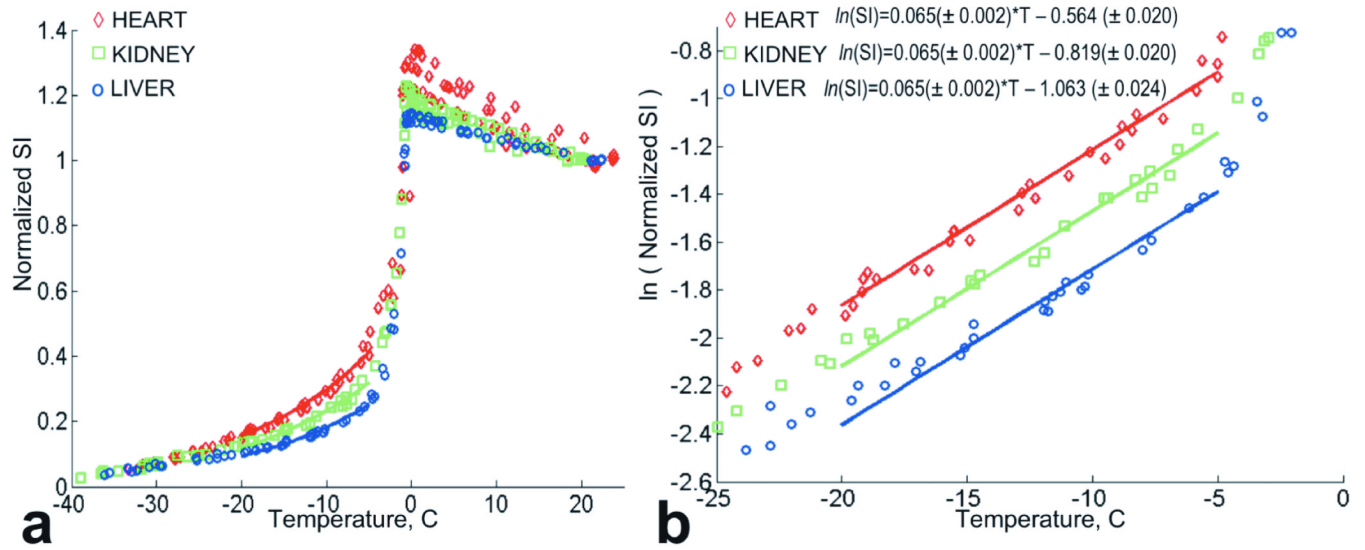 HEART
KIDNEY
LIVER
1.4
1.2
1
0.8
0.6
0.4
0.2
0
-40
-30
-20
-10
0
10
20
Normalized SI
Temperature, C
a
HEART ln(SI)=0.065(± 0.002)*T – 0.564 (± 0.020)
KIDNEY ln(SI)=0.065(± 0.002)*T – 0.819(± 0.020)
LIVER ln(SI)=0.065(± 0.002)*T – 1.063 (± 0.024)
-0.8
-1
-1.2
-1.4
-1.6
-1.8
-2
-2.2
-2.4
-2.6
-25
-20
-15
-10
-5
0
ln ( Normalized SI )
Temperature, C
b